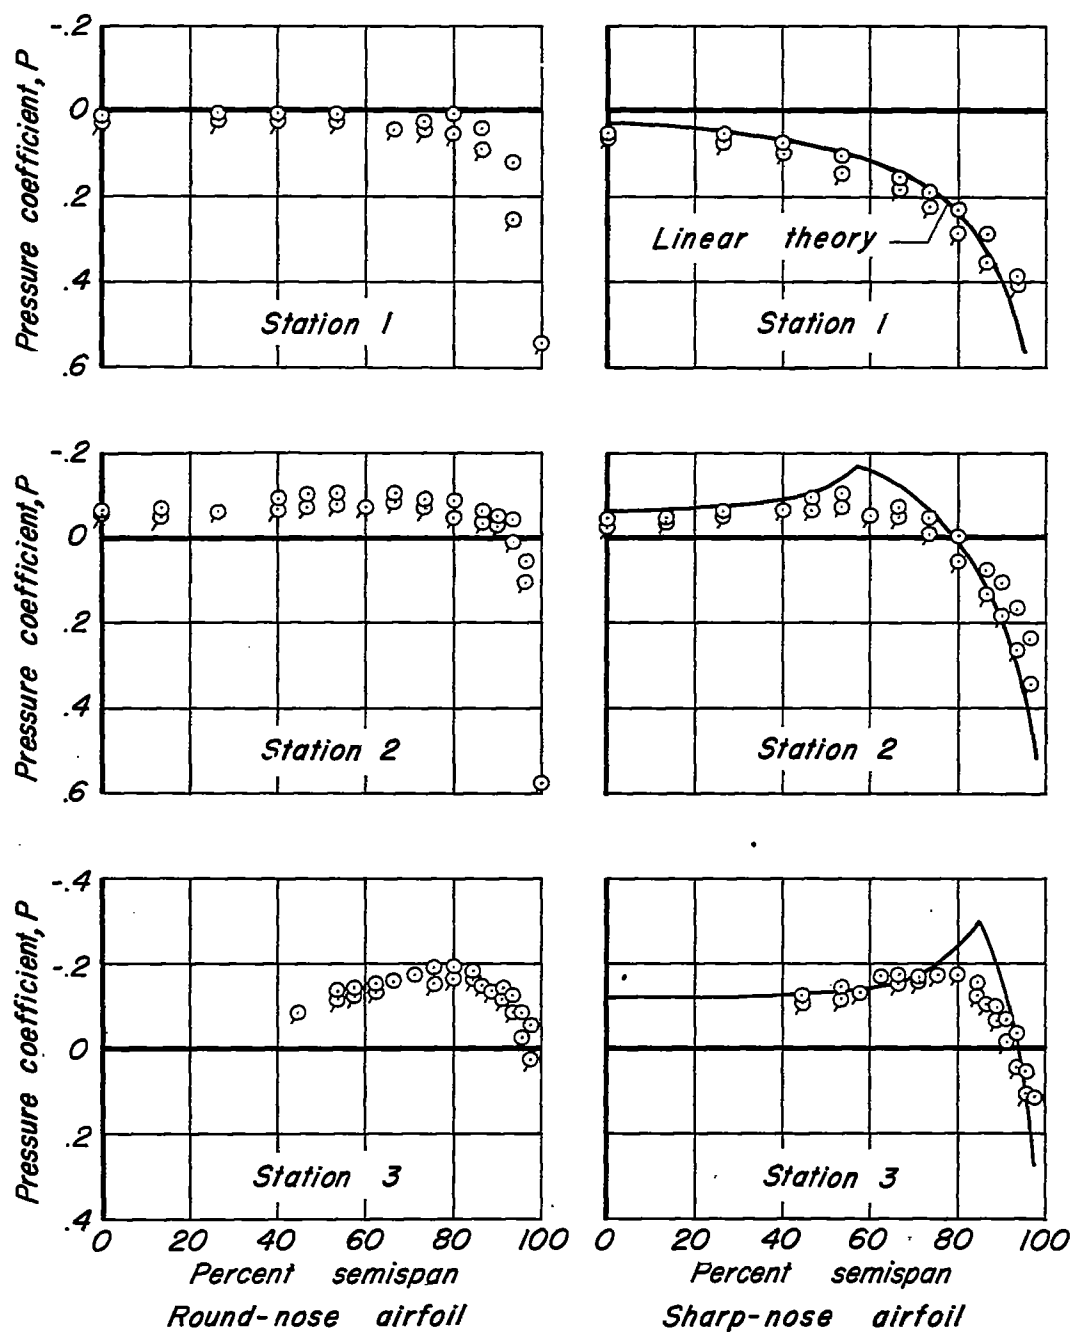 -.2
0
.2
.4
.6
Pressure coefficient, P
Station 1
Linear theory
Station 1
-.2
0
.2
.4
.6
Pressure coefficient, P
Station 2
Station 2
-.4
-.2
0
.2
.4
Pressure coefficient, P
Station 3
Station 3
0 20 40 60 80 100
0 20 40 60 80 100
Percent semispan
Percent semispan
Round-nose airfoil
Sharp-nose airfoil